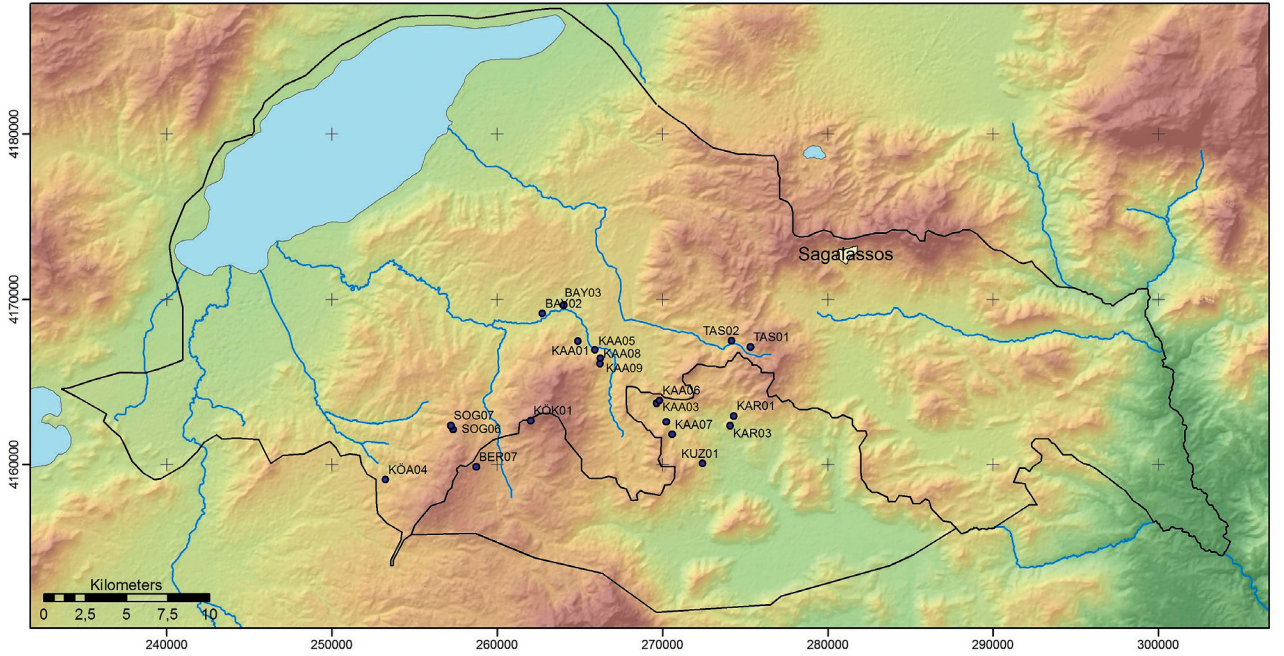 4180000
4170000
4160000
Sagalassos
BAY03
BAY02
KAA05
KAA01
KAA08
KAA09
TAS02
TAS01
KAA06
KAA03
KAR01
KAA07
KAR03
KUZ01
SOG07
SOG06
KÖK01
BER07
KÖA04
Kilometers
0 2,5 5 7,5 10
240000 250000 260000 270000 280000 290000 300000